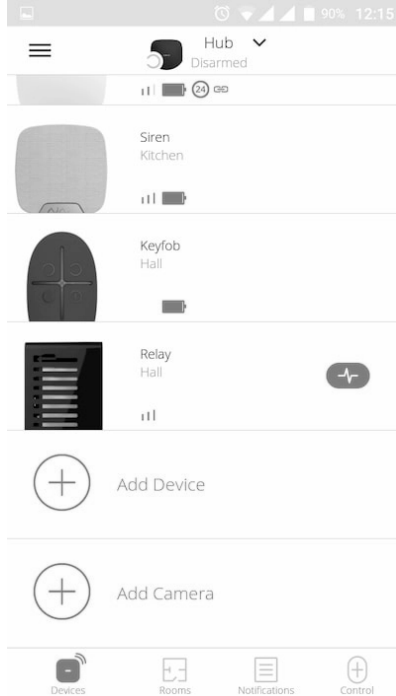 90% 12:15
Hub
Disarmed
24
Siren
Kitchen
Keyfob
Hall
Relay
Hall
Add Device
Add Camera
Devices Rooms Notifications Control